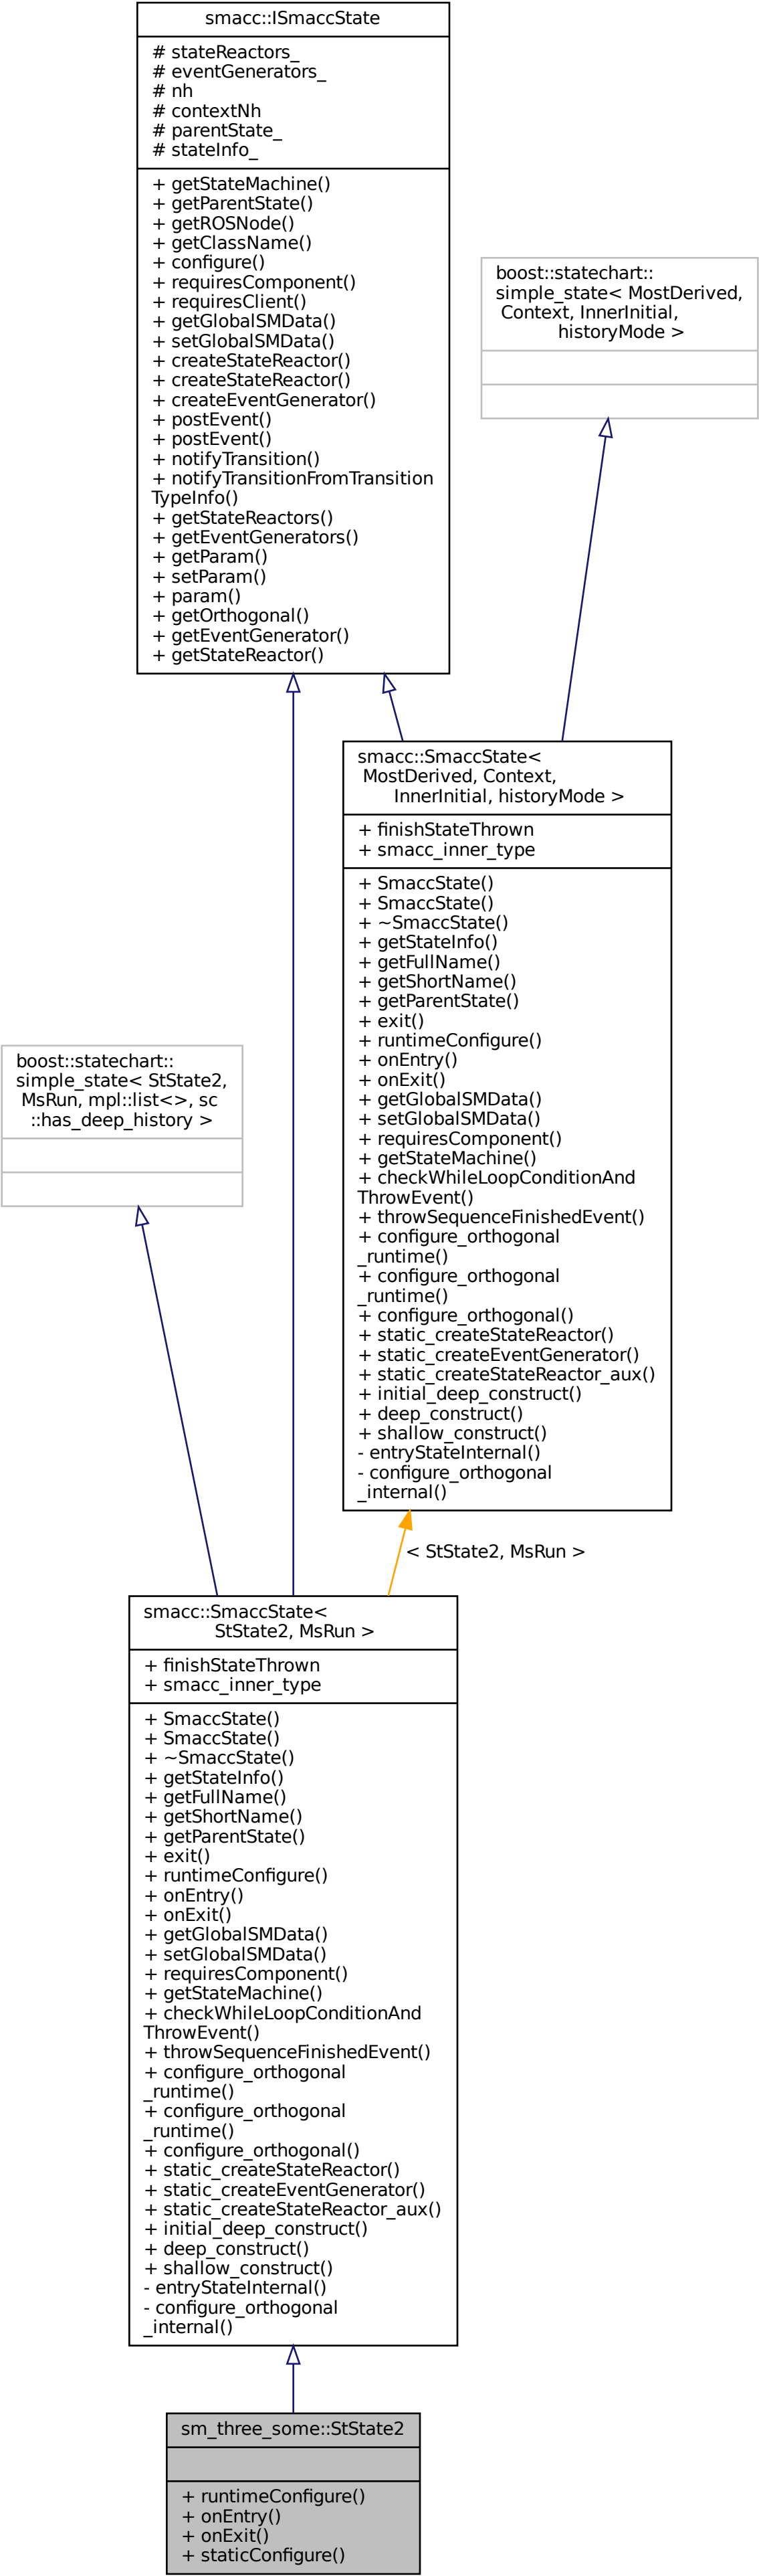 smacc::ISmaccState
# stateReactors_
# eventGenerators_
# nh
# contextNh
# parentState_
# stateInfo_
+ getStateMachine()
+ getParentState()
+ getROSNode()
+ getClassName()
+ configure()
+ requiresComponent()
+ requiresClient()
+ getGlobalSMData()
+ setGlobalSMData()
+ createStateReactor()
+ createStateReactor()
+ createEventGenerator()
+ postEvent()
+ postEvent()
+ notifyTransition()
+ notifyTransitionFromTransition
TypeInfo()
+ getStateReactors()
+ getEventGenerators()
+ getParam()
+ setParam()
+ param()
+ getOrthogonal()
+ getEventGenerator()
+ getStateReactor()
boost::statechart::
simple_state< MostDerived,
Context, InnerInitial,
historyMode >
smacc::SmaccState<
MostDerived, Context,
InnerInitial, historyMode >
+ finishStateThrown
+ smacc_inner_type
+ SmaccState()
+ SmaccState()
+ ~SmaccState()
+ getStateInfo()
+ getFullName()
+ getShortName()
+ getParentState()
+ exit()
+ runtimeConfigure()
+ onEntry()
+ onExit()
+ getGlobalSMData()
+ setGlobalSMData()
+ requiresComponent()
+ getStateMachine()
+ checkWhileLoopConditionAnd
ThrowEvent()
+ throwSequenceFinishedEvent()
+ configure_orthogonal
_runtime()
+ configure_orthogonal
_runtime()
+ configure_orthogonal()
+ static_createStateReactor()
+ static_createEventGenerator()
+ static_createStateReactor_aux()
+ initial_deep_construct()
+ deep_construct()
+ shallow_construct()
- entryStateInternal()
- configure_orthogonal
_internal()
boost::statechart::
simple_state< StState2,
MsRun, mpl::list<>, sc
::has_deep_history >
< StState2, MsRun >
smacc::SmaccState<
StState2, MsRun >
+ finishStateThrown
+ smacc_inner_type
+ SmaccState()
+ SmaccState()
+ ~SmaccState()
+ getStateInfo()
+ getFullName()
+ getShortName()
+ getParentState()
+ exit()
+ runtimeConfigure()
+ onEntry()
+ onExit()
+ getGlobalSMData()
+ setGlobalSMData()
+ requiresComponent()
+ getStateMachine()
+ checkWhileLoopConditionAnd
ThrowEvent()
+ throwSequenceFinishedEvent()
+ configure_orthogonal
_runtime()
+ configure_orthogonal
_runtime()
+ configure_orthogonal()
+ static_createStateReactor()
+ static_createEventGenerator()
+ static_createStateReactor_aux()
+ initial_deep_construct()
+ deep_construct()
+ shallow_construct()
- entryStateInternal()
- configure_orthogonal
_internal()
sm_three_some::StState2
+ runtimeConfigure()
+ onEntry()
+ onExit()
+ staticConfigure()